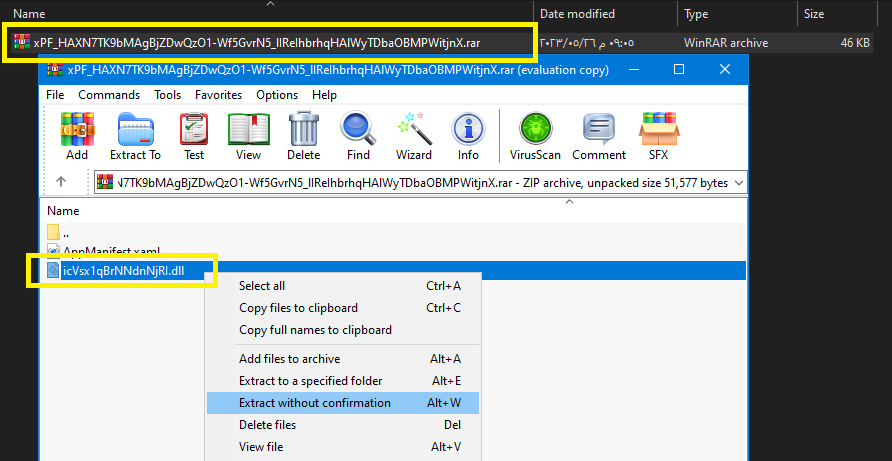 Name Date modified Type Size
xPF_HAXN7TK9bMAgBjZDwQzO1-Wf5GvrN5_IIRelhbrhqHAIWyTDbaOBMPWitjnX.rar ٢٠٢٣/٠٥/٢٦ م ٠٩:٠٥ WinRAR archive 46 KB
xPF_HAXN7TK9bMAgBjZDwQzO1-Wf5GvrN5_IIRelhbrhqHAIWyTDbaOBMPWitjnX.rar (evaluation copy)
File Commands Tools Favorites Options Help
Add Extract To Test View Delete Find Wizard Info VirusScan Comment SFX
N7TK9bMAgBjZDwQzO1-Wf5GvrN5_IIRelhbrhqHAIWyTDbaOBMPWitjnX.rar - ZIP archive, unpacked size 51,577 bytes
Name
..
AppManifest.xaml
icVsx1qBrNNdnNjRI.dll
Select all Ctrl+A
Copy files to clipboard Ctrl+C
Copy full names to clipboard
Add files to archive Alt+A
Extract to a specified folder Alt+E
Extract without confirmation Alt+W
Delete files Del
View file Alt+V